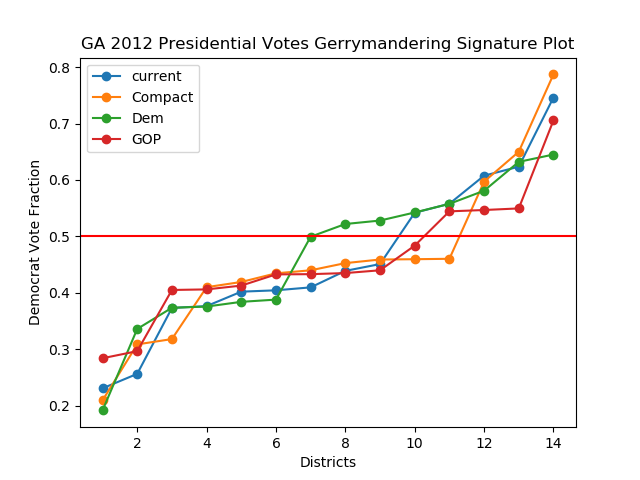 GA 2012 Presidential Votes Gerrymandering Signature Plot
current
Compact
Dem
GOP
Democrat Vote Fraction
0.8
0.7
0.6
0.5
0.4
0.3
0.2
2 4 6 8 10 12 14
Districts